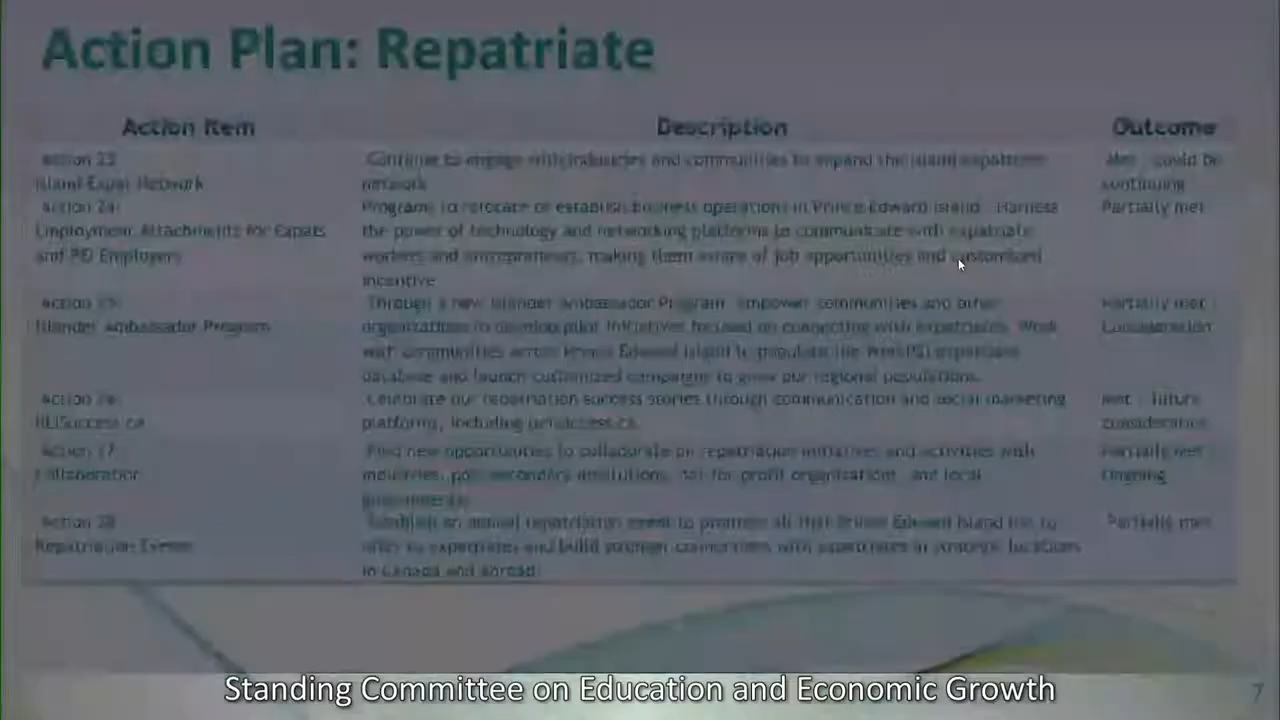 Action Plan: Repatriate
Action Item Description Outcome
Action 23: Continue to engage with industries and communities to expand the Island expatriate Met - could be
Island Expat Network network. continuing
Action 24: Programs to relocate or establish business operations in Prince Edward Island. Harness Partially met
Employment Attachments for Expats the power of technology and networking platforms to communicate with expatriate
and PEI Employers workers and entrepreneurs, making them aware of job opportunities and customized
incentive
Action 25: Through a new Islander Ambassador Program, empower communities and other Partially met -
Islander Ambassador Program organizations to develop pilot initiatives focused on connecting with expatriates. Work Consideration
with communities across Prince Edward Island to populate the WorkPEI expatriate
database and launch customized campaigns to grow our regional populations.
Action 26: Celebrate our repatriation success stories through communication and social marketing Met - future
PEISuccess.ca platforms, including peisuccess.ca. consideration
Action 27: Find new opportunities to collaborate on repatriation initiatives and activities with Partially met -
Collaboration industries, post-secondary institutions, not-for-profit organizations, and local Ongoing
governments.
Action 28: Establish an annual repatriation event to promote all that Prince Edward Island has to Partially met
Repatriation Events offer to expatriates and build stronger connections with expatriates in strategic locations
in Canada and abroad.
Standing Committee on Education and Economic Growth
7